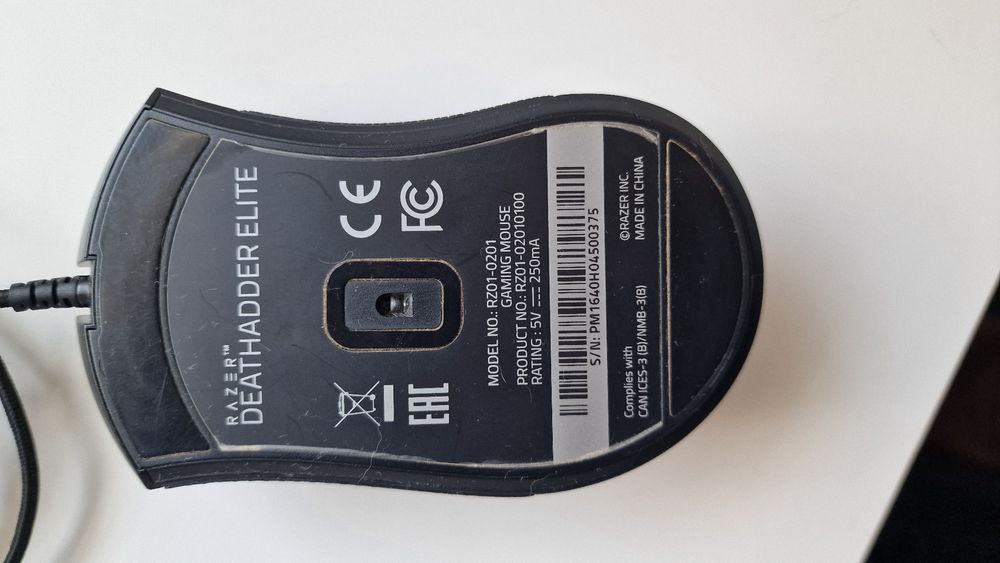 RAZER™
DEATHADDER ELITE
CE
FC
EAC
MODEL NO.: RZ01-0201
GAMING MOUSE
PRODUCT NO.: RZ01-02010100
RATING : 5V ⎓ 250mA
S/N: PM1640H04500375
Complies with
CAN ICES-3 (B)/NMB-3(B)
©RAZER INC.
MADE IN CHINA